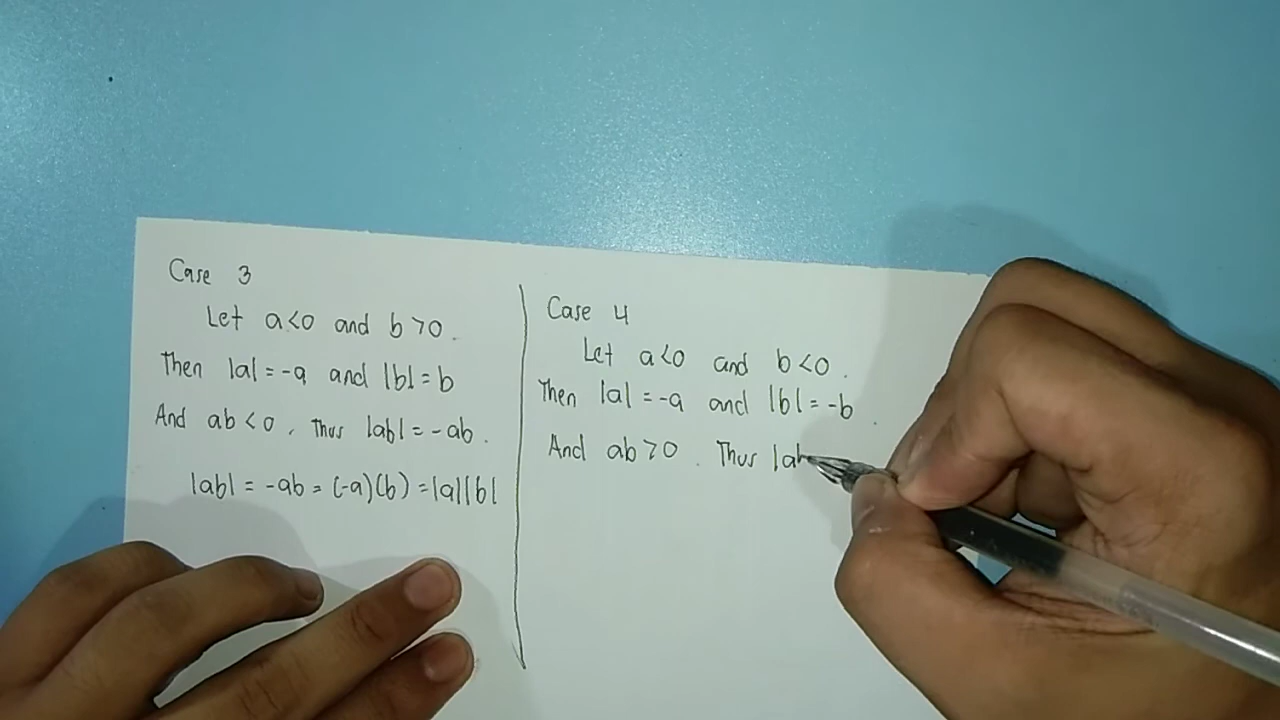 Case 3
Let a<0 and b>0.
Then |a| = -a and |b| = b
And ab<0. Thus |ab| = -ab.
|ab| = -ab = (-a)(b) = |a||b|
Case 4
Let a<0 and b<0.
Then |a| = -a and |b| = -b.
And ab>0. Thus |ab